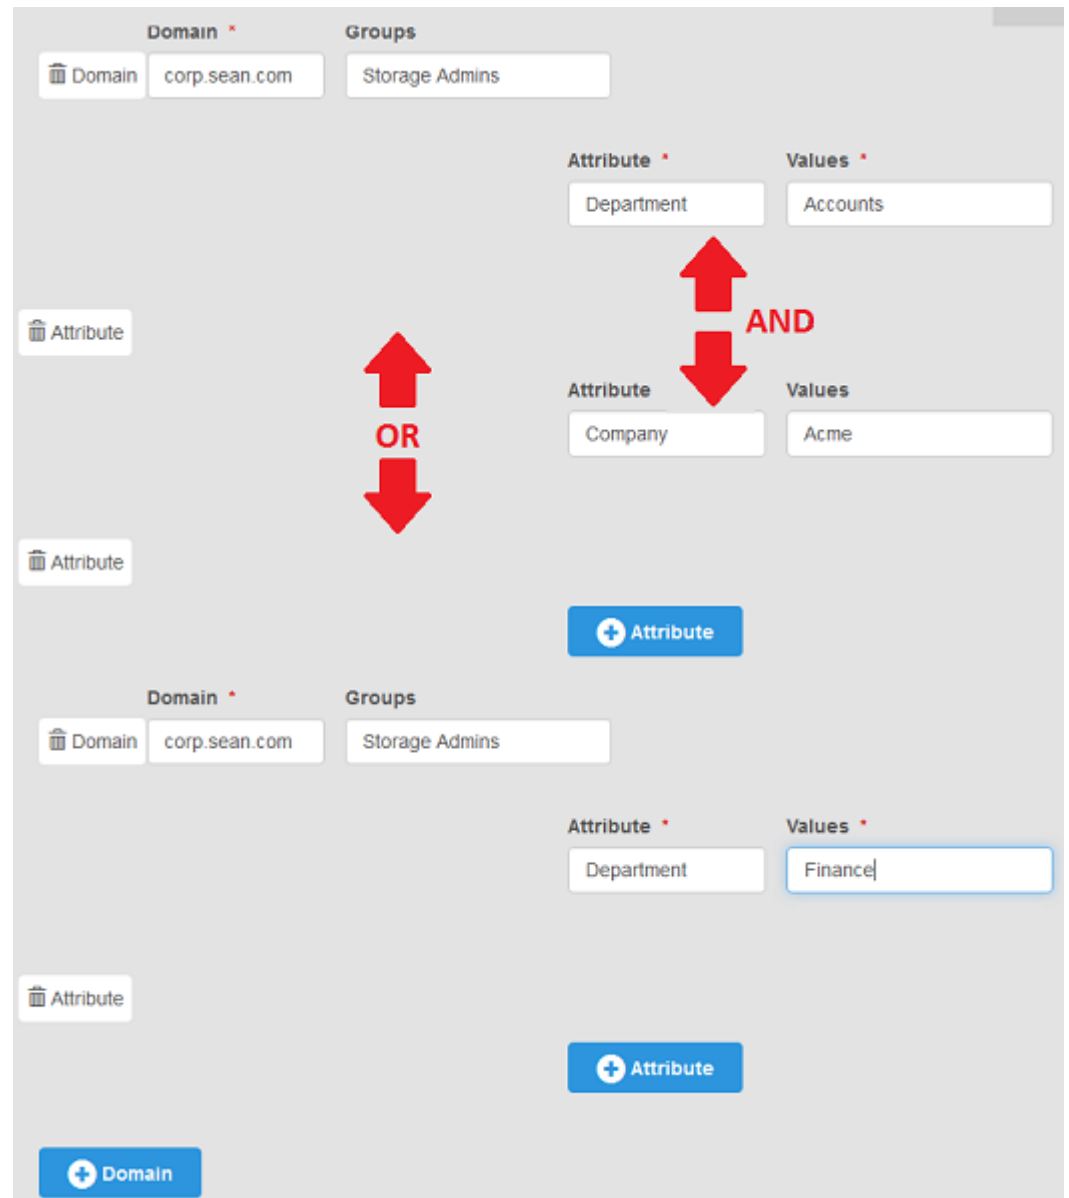 Domain * Groups
Domain corp.sean.com Storage Admins
Attribute * Values *
Department Accounts
AND
Attribute
Attribute Values
OR
Company Acme
Attribute
Attribute
Domain * Groups
Domain corp.sean.com Storage Admins
Attribute * Values *
Department Finance
Attribute
Attribute
Domain